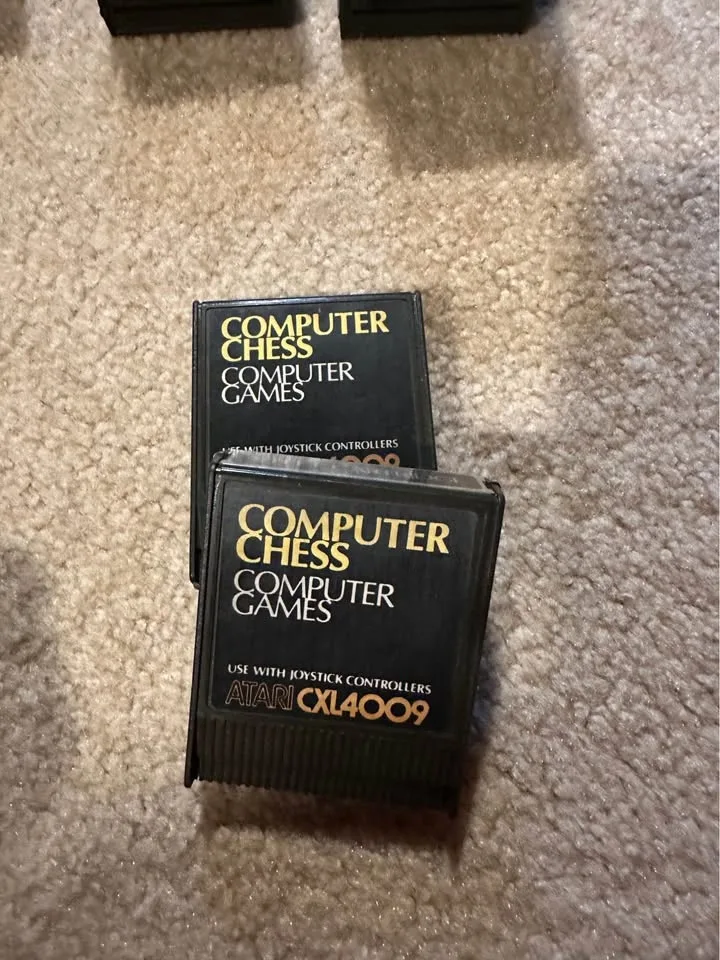 COMPUTER
CHESS
COMPUTER
GAMES
USE WITH JOYSTICK CONTROLLERS
COMPUTER
CHESS
COMPUTER
GAMES
USE WITH JOYSTICK CONTROLLERS
ATARI CXL4009